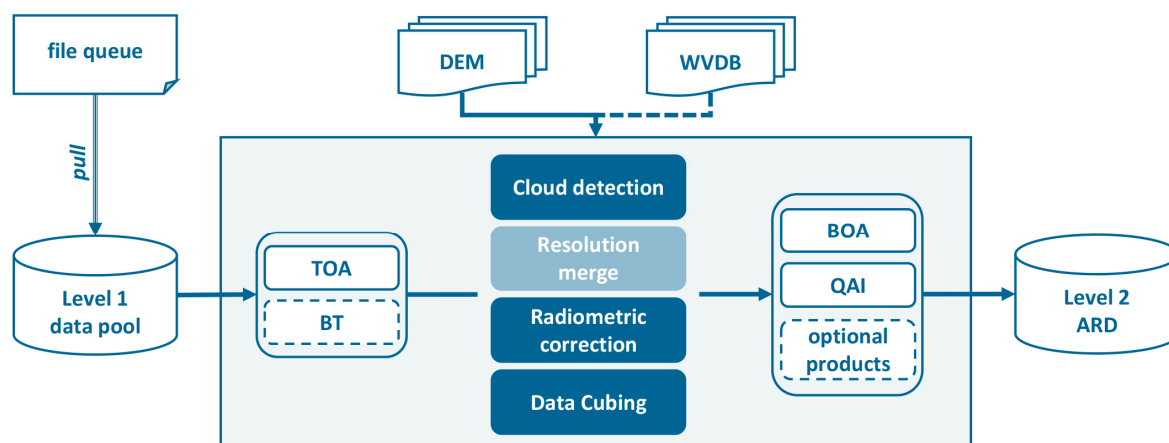 file queue
DEM
WVDB
pull
Cloud detection
Resolution
merge
Radiometric
correction
Data Cubing
TOA
BT
BOA
QAI
optional
products
Level 1
data pool
Level 2
ARD